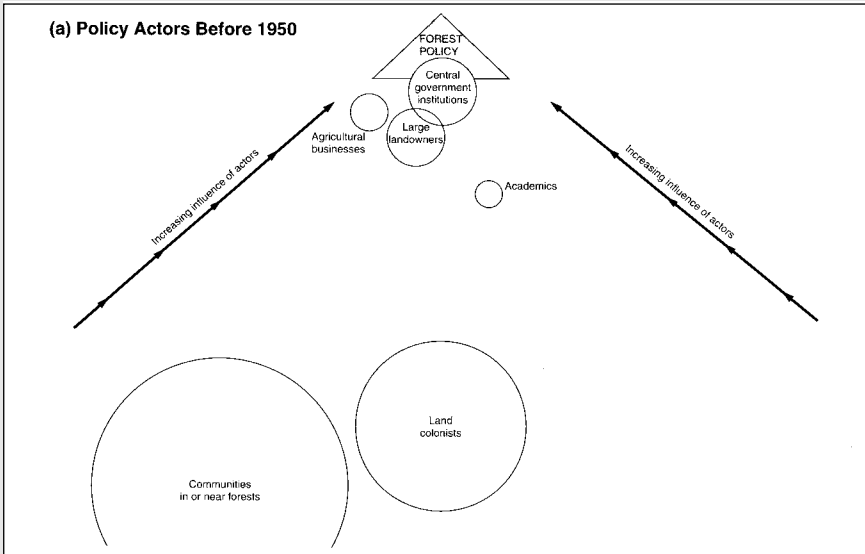 (a) Policy Actors Before 1950
FOREST
POLICY
Central
government
institutions
Agricultural
businesses
Large
landowners
Academics
Increasing influence of actors
Increasing influence of actors
Land
colonists
Communities
in or near forests